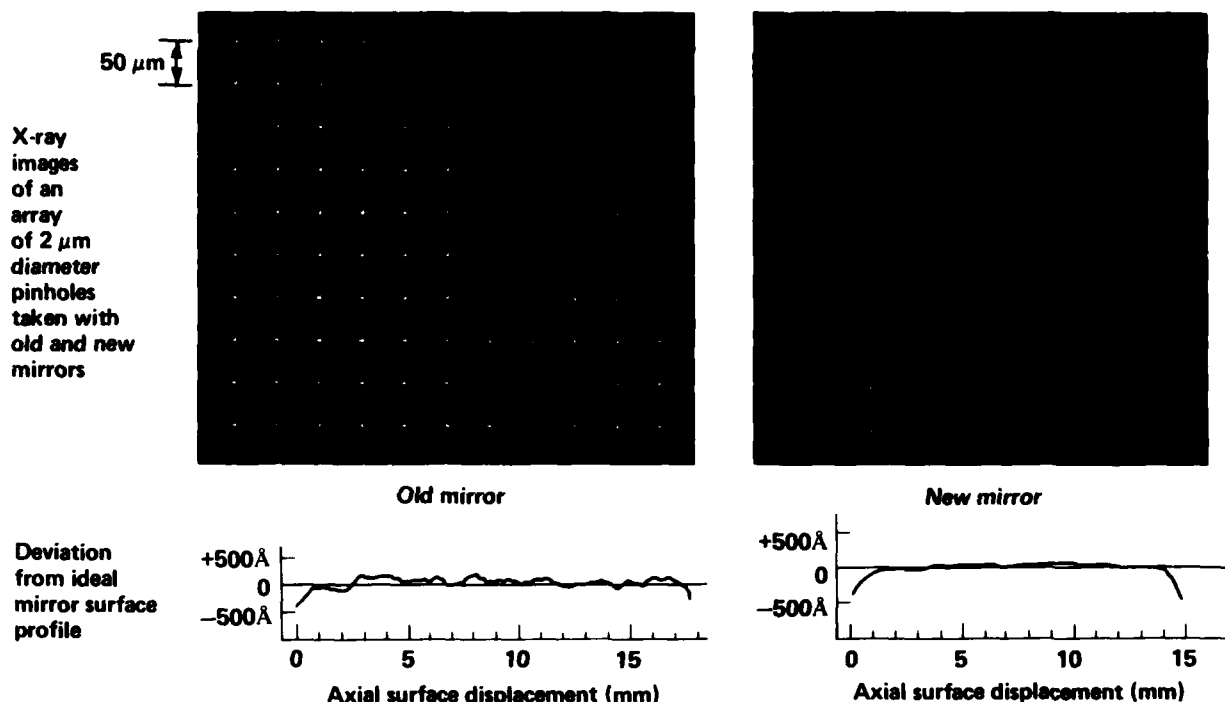 50 μm
X-ray
images
of an
array
of 2 μm
diameter
pinholes
taken with
old and new
mirrors
Old mirror
New mirror
Deviation
from ideal
mirror surface
profile
+500Å
0
−500Å
0 5 10 15
Axial surface displacement (mm)
+500Å
0
−500Å
0 5 10 15
Axial surface displacement (mm)